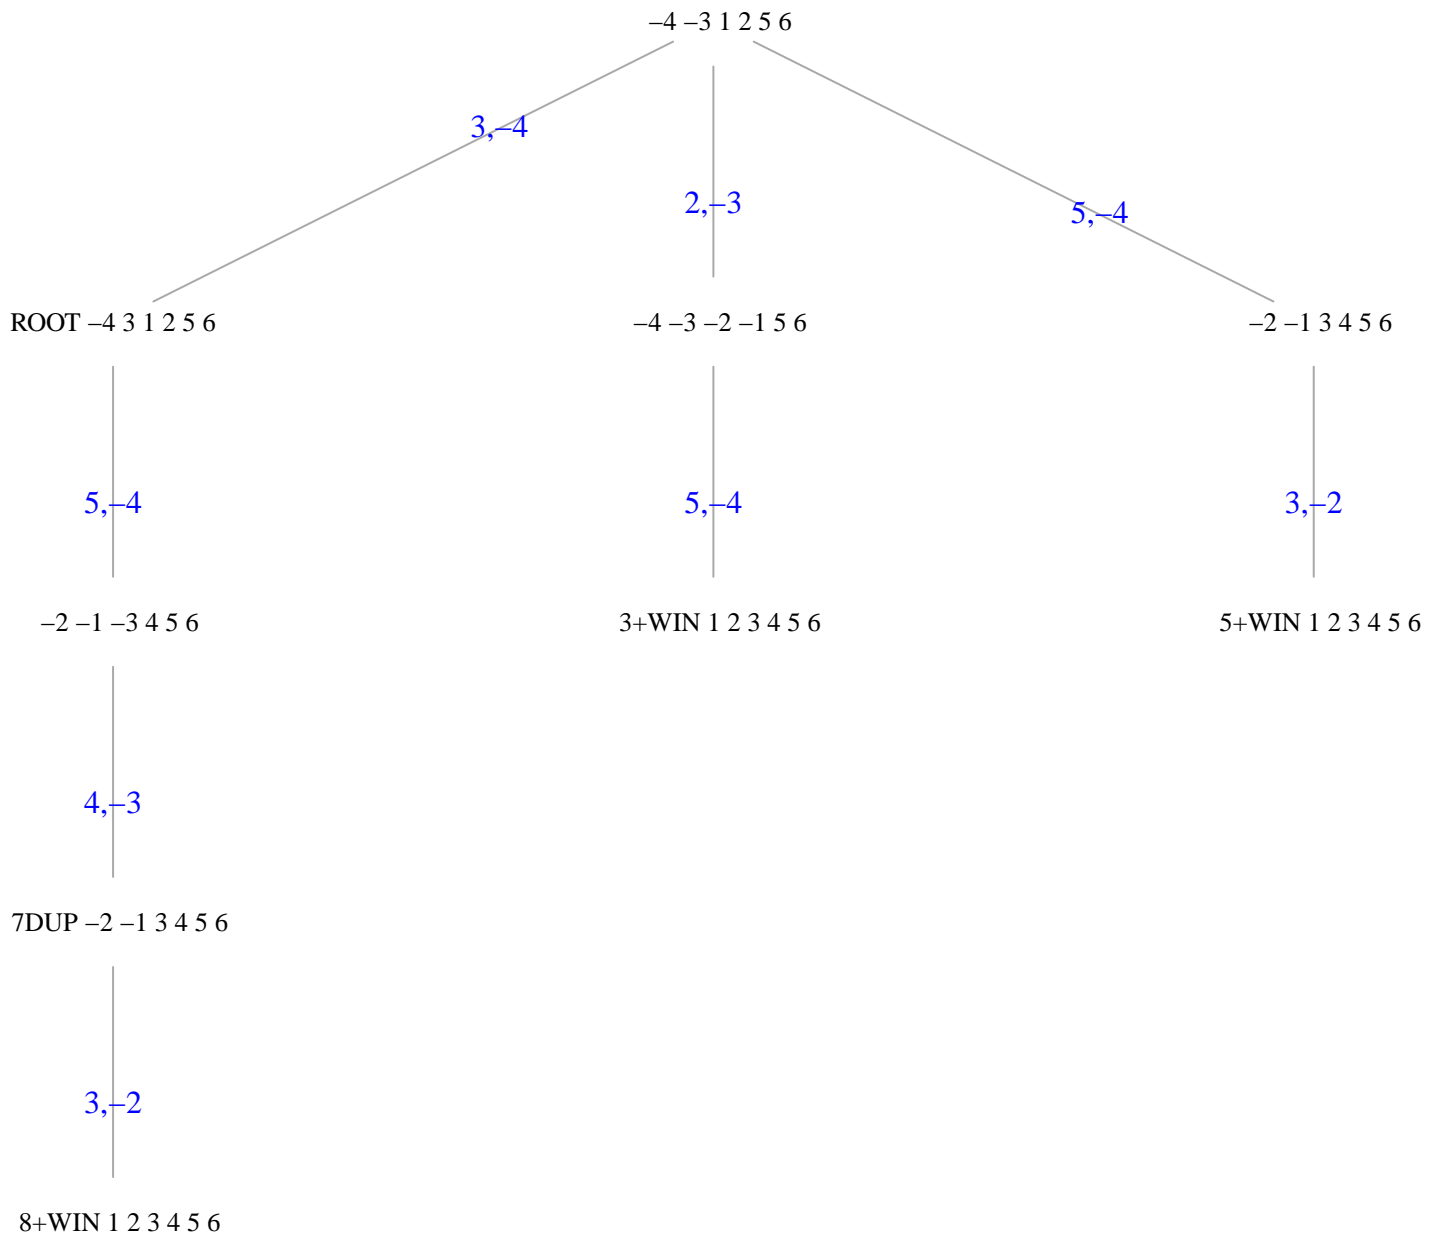 –4 –3 1 2 5 6
3,–4
2,–3
5,–4
ROOT –4 3 1 2 5 6
–4 –3 –2 –1 5 6
–2 –1 3 4 5 6
5,–4
5,–4
3,–2
–2 –1 –3 4 5 6
3+WIN 1 2 3 4 5 6
5+WIN 1 2 3 4 5 6
4,–3
7DUP –2 –1 3 4 5 6
3,–2
8+WIN 1 2 3 4 5 6